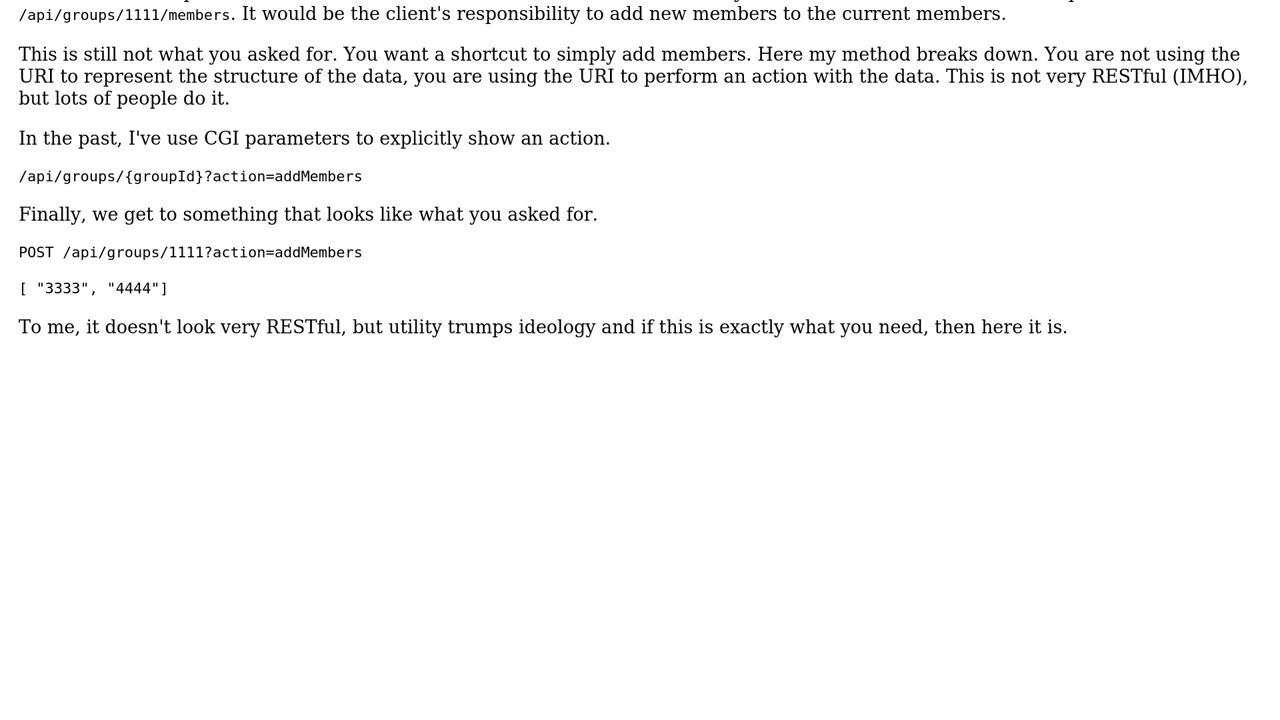 /api/groups/1111/members. It would be the client's responsibility to add new members to the current members.
This is still not what you asked for. You want a shortcut to simply add members. Here my method breaks down. You are not using the
URI to represent the structure of the data, you are using the URI to perform an action with the data. This is not very RESTful (IMHO),
but lots of people do it.
In the past, I've use CGI parameters to explicitly show an action.
/api/groups/{groupId}?action=addMembers
Finally, we get to something that looks like what you asked for.
POST /api/groups/1111?action=addMembers
[ "3333", "4444"]
To me, it doesn't look very RESTful, but utility trumps ideology and if this is exactly what you need, then here it is.